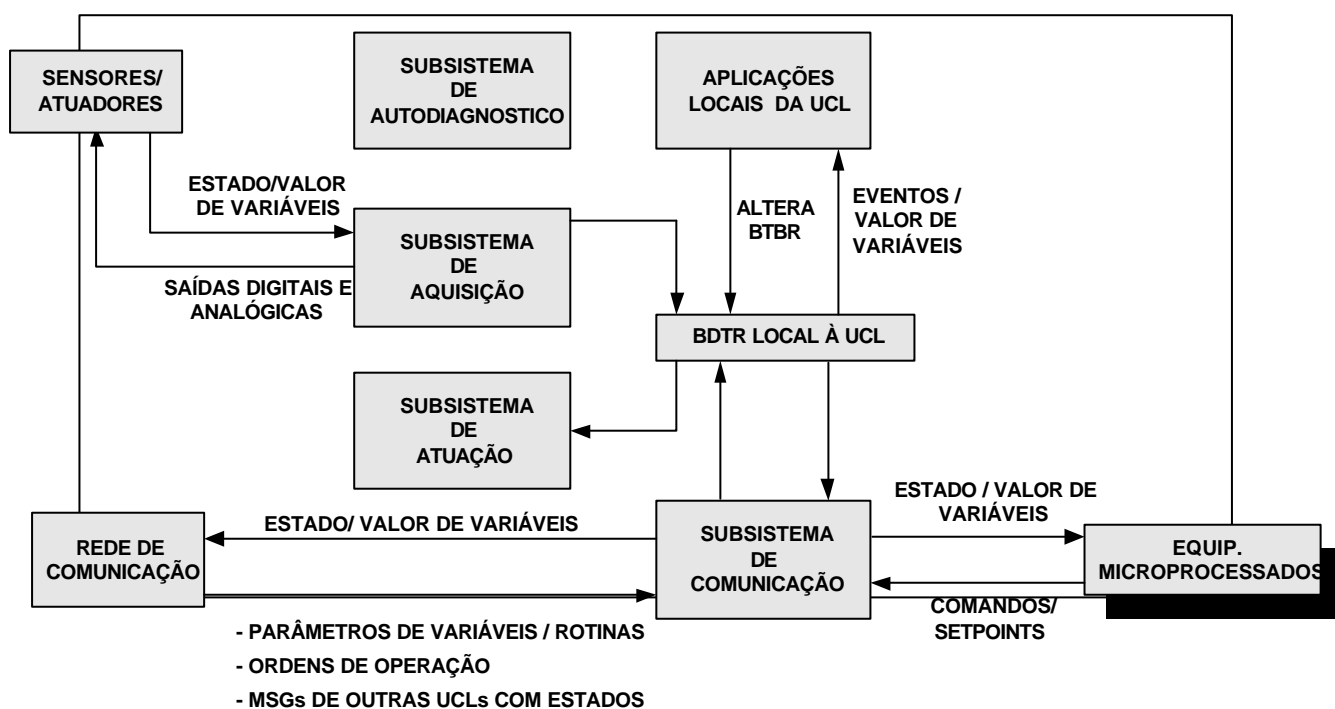 SENSORES/
ATUADORES
SUBSISTEMA
DE
AUTODIAGNOSTICO
APLICAÇÕES
LOCAIS DA UCL
ESTADO/VALOR
DE VARIÁVEIS
SUBSISTEMA
DE
AQUISIÇÃO
ALTERA
BTBR
EVENTOS /
VALOR DE
VARIÁVEIS
SAÍDAS DIGITAIS E
ANALÓGICAS
BDTR LOCAL À UCL
SUBSISTEMA
DE
ATUAÇÃO
ESTADO / VALOR DE
VARIÁVEIS
ESTADO/ VALOR DE VARIÁVEIS
REDE DE
COMUNICAÇÃO
SUBSISTEMA
DE
COMUNICAÇÃO
EQUIP.
MICROPROCESSADOS
COMANDOS/
SETPOINTS
- PARÂMETROS DE VARIÁVEIS / ROTINAS
- ORDENS DE OPERAÇÃO
- MSGs DE OUTRAS UCLs COM ESTADOS